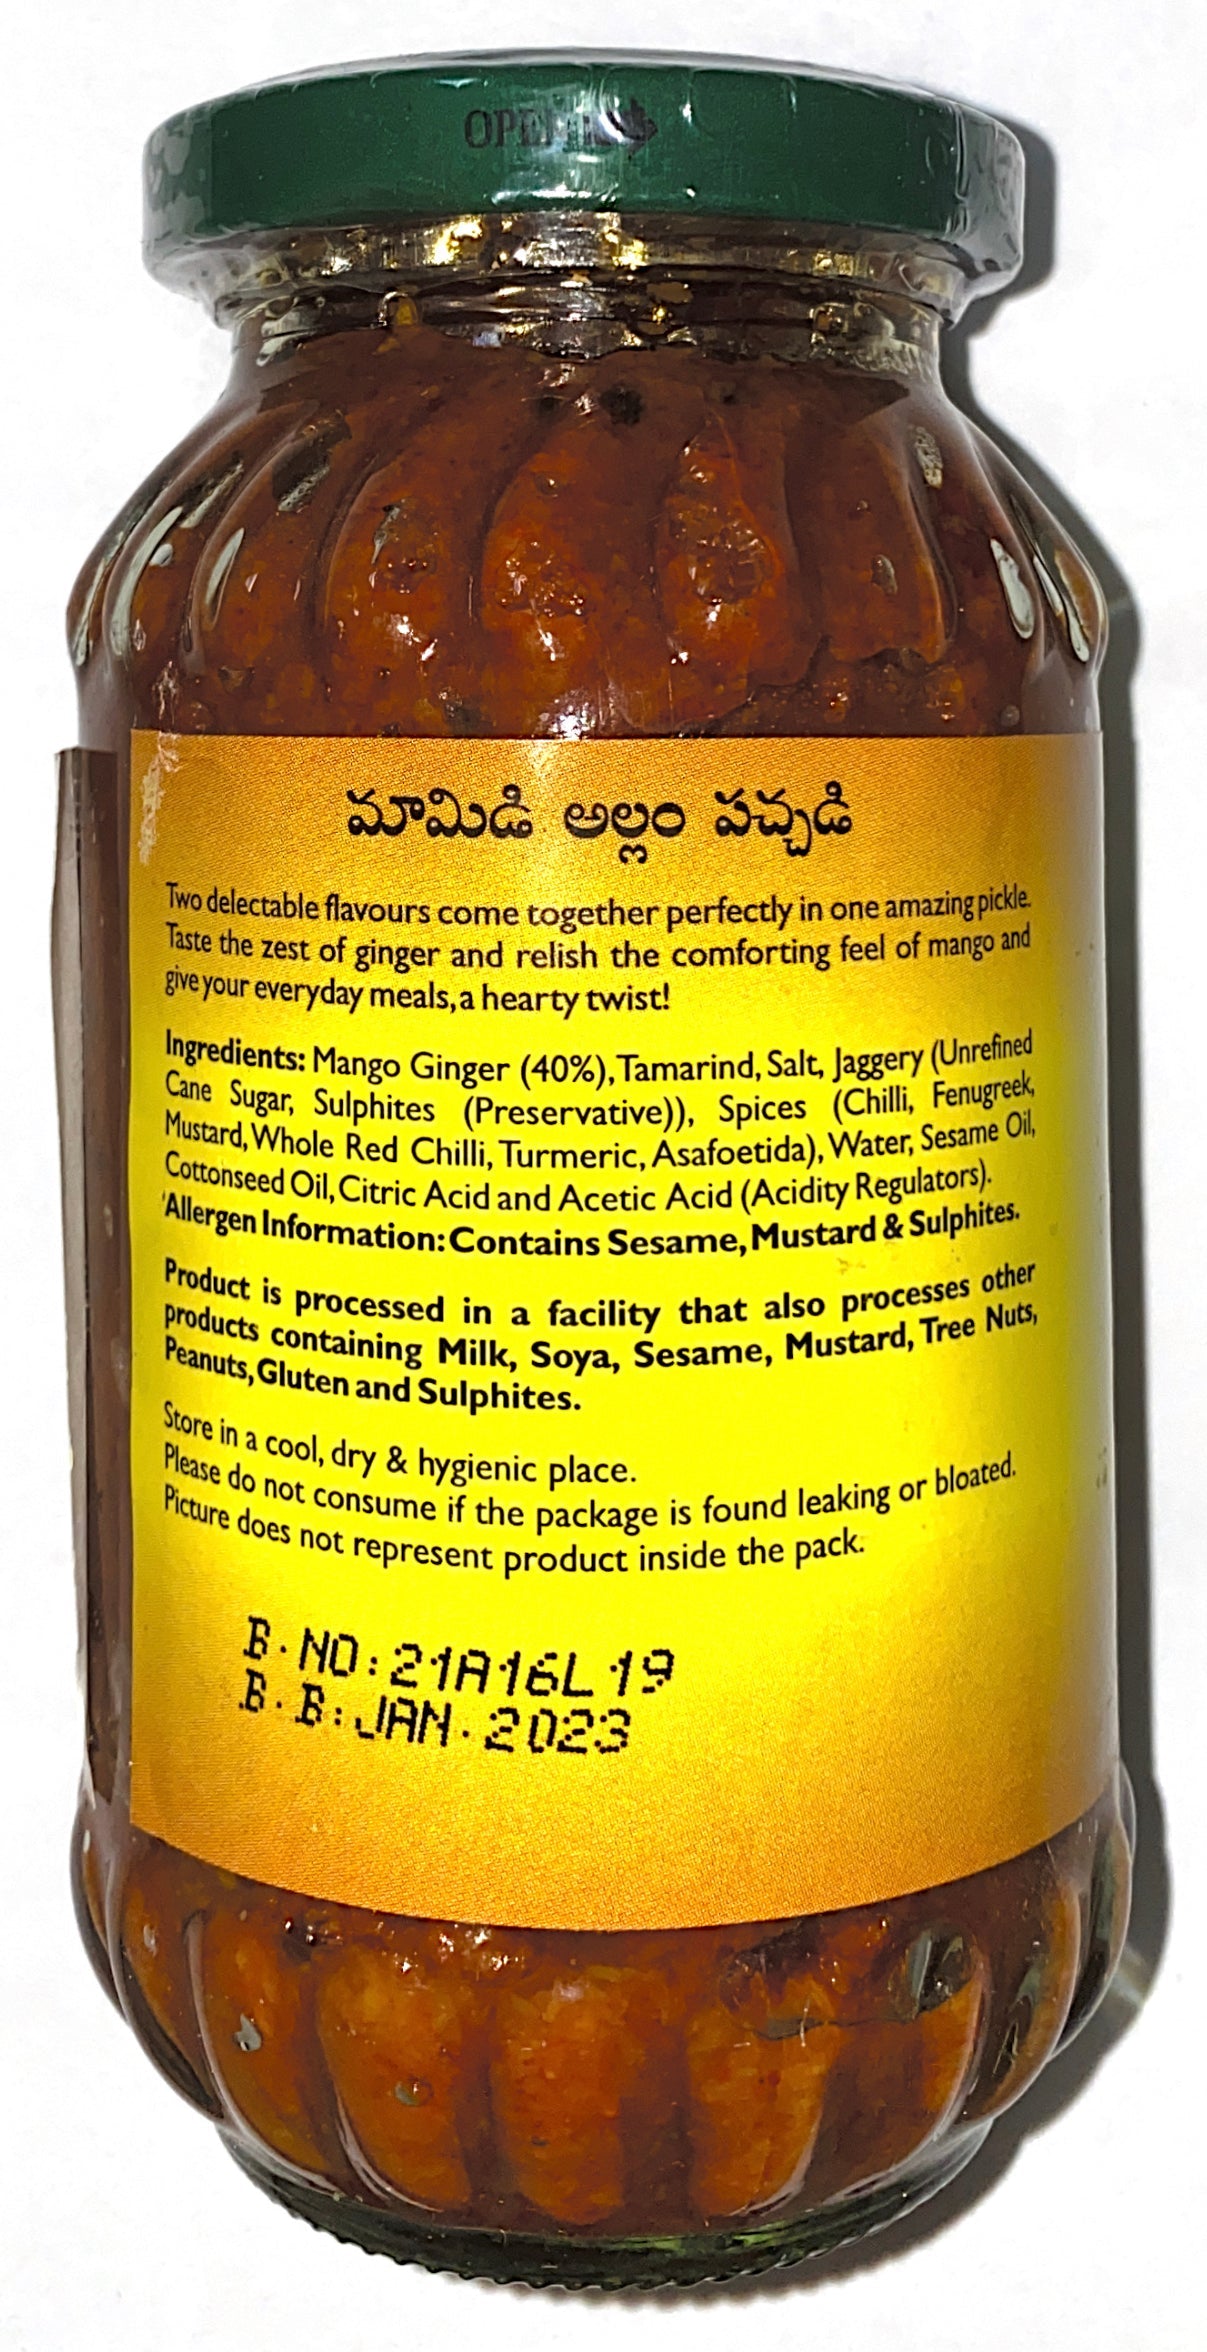 OPEN
మామిడి అల్లం పచ్చడి
Two delectable flavours come together perfectly in one amazing pickle.
Taste the zest of ginger and relish the comforting feel of mango and
give your everyday meals, a hearty twist!
Ingredients: Mango Ginger (40%), Tamarind, Salt, Jaggery (Unrefined
Cane Sugar, Sulphites (Preservative)), Spices (Chilli, Fenugreek,
Mustard, Whole Red Chilli, Turmeric, Asafoetida), Water, Sesame Oil,
Cottonseed Oil, Citric Acid and Acetic Acid (Acidity Regulators).
'Allergen Information: Contains Sesame, Mustard & Sulphites.
Product is processed in a facility that also processes other
products containing Milk, Soya, Sesame, Mustard, Tree Nuts,
Peanuts, Gluten and Sulphites.
Store in a cool, dry & hygienic place.
Please do not consume if the package is found leaking or bloated.
Picture does not represent product inside the pack.
B.NO:21A16L19
B.B:JAN.2023